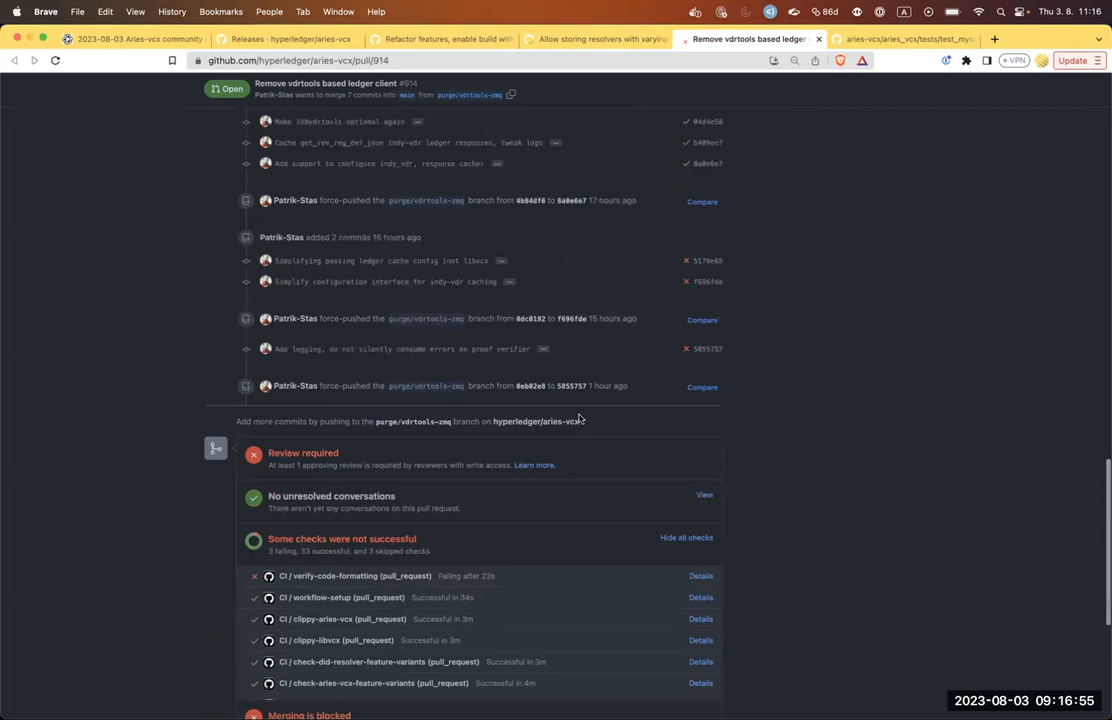 Brave File Edit View History Bookmarks People Tab Window Help 86d A Thu 3. 8. 11:16
2023-08-03 Aries-vcx community Releases · hyperledger/aries-vcx Refactor features, enable build wit Allow storing resolvers with varying Remove vdrtools based ledger aries-vcx/aries_vcx/tests/test_mys
github.com/hyperledger/aries-vcx/pull/914 VPN Update
Open Remove vdrtools based ledger client #914
Patrik-Stas wants to merge 7 commits into main from purge/vdrtools-zmq
Make libvdrtools optional again 04d4e58
Cache get_rev_reg_def_json indy-vdr ledger responses, tweak logs b409ee7
Add support to configure indy_vdr, response cacher 8a0e6e7
Patrik-Stas force-pushed the purge/vdrtools-zmq branch from 4b84df6 to 8a0e6e7 17 hours ago Compare
Patrik-Stas added 2 commits 16 hours ago
Simplifying passing ledger cache config inot libvcx 5179e65
Simplify configuration interface for indy-vdr caching f696fde
Patrik-Stas force-pushed the purge/vdrtools-zmq branch from 0dc0192 to f696fde 15 hours ago Compare
Add logging, do not silently consume errors on proof verifier 5855757
Patrik-Stas force-pushed the purge/vdrtools-zmq branch from 0eb02e8 to 5855757 1 hour ago Compare
Add more commits by pushing to the purge/vdrtools-zmq branch on hyperledger/aries-vcx.
Review required
At least 1 approving review is required by reviewers with write access. Learn more.
No unresolved conversations View
There aren't yet any conversations on this pull request.
Some checks were not successful Hide all checks
3 failing, 33 successful, and 3 skipped checks
CI / verify-code-formatting (pull_request) Failing after 23s Details
CI / workflow-setup (pull_request) Successful in 34s Details
CI / clippy-aries-vcx (pull_request) Successful in 3m Details
CI / clippy-libvcx (pull_request) Successful in 3m Details
CI / check-did-resolver-feature-variants (pull_request) Successful in 3m Details
CI / check-aries-vcx-feature-variants (pull_request) Successful in 4m Details
Merging is blocked
2023-08-03 09:16:55